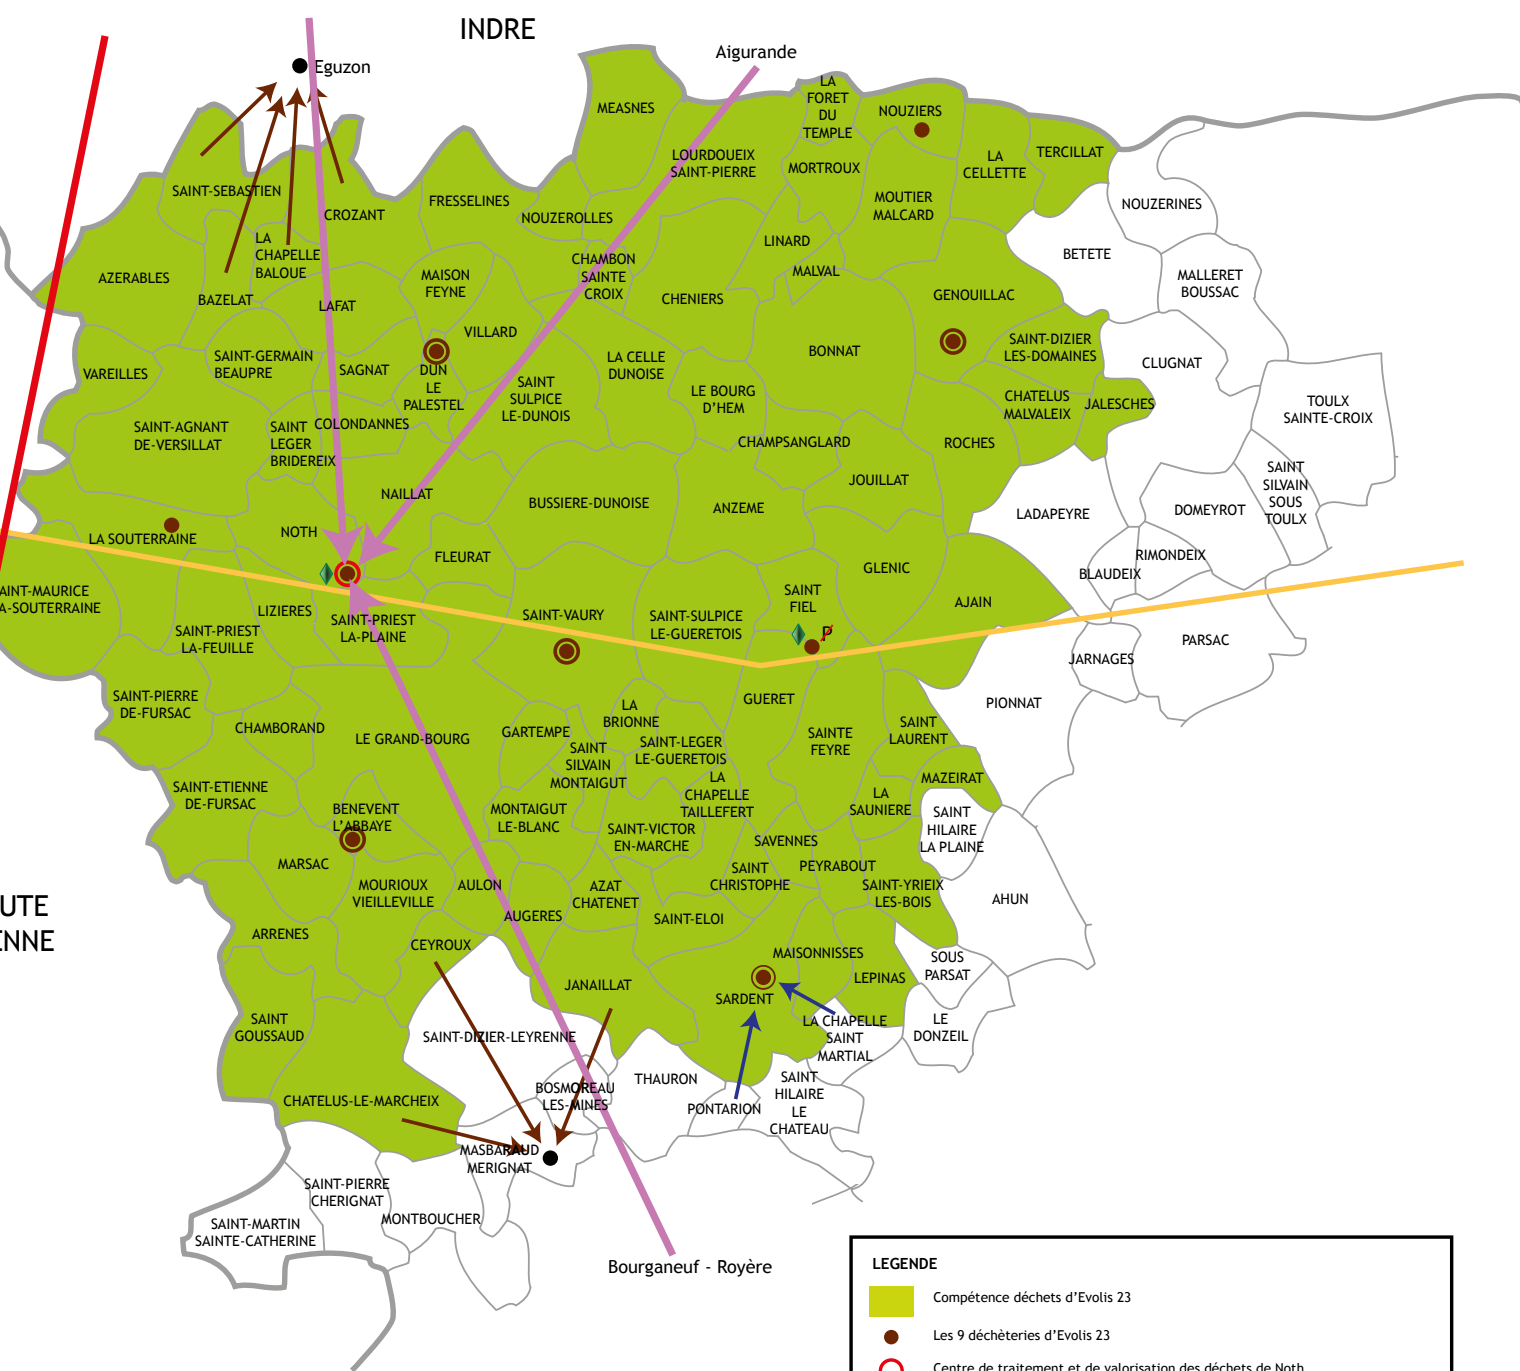 INDRE
Aigurande
Eguzon
MEASNES
LA
FORET
DU
TEMPLE
NOUZIERS
LOURDOUEIX
SAINT-PIERRE
MORTROUX
LA
CELLETTE
TERCILLAT
SAINT-SEBASTIEN
CROZANT
FRESSELINES
NOUZEROLLES
MOUTIER
MALCARD
NOUZERINES
LA
CHAPELLE
BALOUE
LINARD
BETETE
AZERABLES
BAZELAT
LAFAT
MAISON
FEYNE
CHAMBON
SAINTE
CROIX
CHENIERS
MALVAL
GENOUILLAC
MALLERET
BOUSSAC
VILLARD
SAINT-GERMAIN
BEAUPRE
VAREILLES
SAGNAT
DUN
LE
PALESTEL
SAINT
SULPICE
LE-DUNOIS
LA CELLE
DUNOISE
BONNAT
SAINT-DIZIER
LES-DOMAINES
CLUGNAT
LE BOURG
D'HEM
CHATELUS
MALVALEIX
JALESCHES
TOULX
SAINTE-CROIX
SAINT-AGNANT
DE-VERSILLAT
SAINT
LEGER
BRIDEREIX
COLONDANNES
CHAMPSANGLARD
ROCHES
NAILLAT
BUSSIERE-DUNOISE
ANZEME
JOUILLAT
LADAPEYRE
DOMEYROT
SAINT
SILVAIN
SOUS
TOULX
LA SOUTERRAINE
NOTH
FLEURAT
GLENIC
BLAUDEIX
RIMONDEIX
AINT-MAURICE
A-SOUTERRAINE
LIZIERES
SAINT-PRIEST
LA-FEUILLE
SAINT-PRIEST
LA-PLAINE
SAINT-VAURY
SAINT-SULPICE
LE-GUERETOIS
SAINT
FIEL
P
AJAIN
JARNAGES
PARSAC
SAINT-PIERRE
DE-FURSAC
CHAMBORAND
LE GRAND-BOURG
GARTEMPE
LA
BRIONNE
GUERET
SAINTE
FEYRE
SAINT
LAURENT
PIONNAT
SAINT
SILVAIN
MONTAIGUT
SAINT-LEGER
LE-GUERETOIS
SAINT-ETIENNE
DE-FURSAC
BENEVENT
L'ABBAYE
MONTAIGUT
LE-BLANC
LA
CHAPELLE
TAILLEFERT
LA
SAUNIERE
MAZEIRAT
SAINT
HILAIRE
LA PLAINE
SAINT-VICTOR
EN-MARCHE
SAVENNES
MARSAC
MOURIOUX
VIEILLEVILLE
AULON
AUGERES
AZAT
CHATENET
SAINT
CHRISTOPHE
PEYRABOUT
SAINT-YRIEIX
LES-BOIS
AHUN
UTE
ENNE
ARRENES
CEYROUX
SAINT-ELOI
MAISONNISSES
SOUS
PARSAT
JANAILLAT
SARDENT
LEPINAS
SAINT
GOUSSAUD
SAINT-DIZIER-LEYRENNE
LA CHAPELLE
SAINT
MARTIAL
LE
DONZEIL
CHATELUS-LE-MARCHEIX
BOSMOREAU
LES-MINES
THAURON
PONTARION
SAINT
HILAIRE
LE
CHATEAU
MASBARAUD
MERIGNAT
SAINT-PIERRE
CHERIGNAT
MONTBOUCHER
SAINT-MARTIN
SAINTE-CATHERINE
Bourganeuf - Royère
LEGENDE
Compétence déchets d'Evolis 23
Les 9 déchèteries d'Evolis 23
Centre de traitement et de valorisation des déchets de Noth